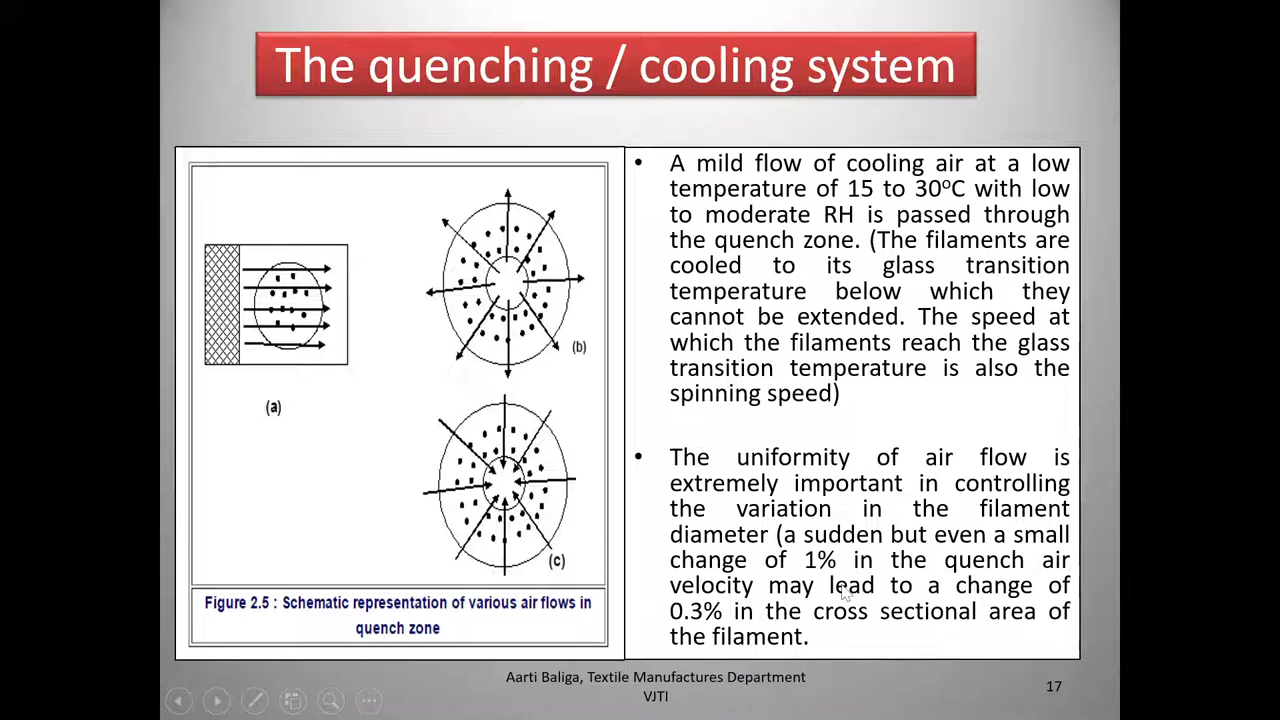 The quenching / cooling system
(a)
(b)
(c)
Figure 2.5 : Schematic representation of various air flows in
quench zone
• A mild flow of cooling air at a low
temperature of 15 to 30°C with low
to moderate RH is passed through
the quench zone. (The filaments are
cooled to its glass transition
temperature below which they
cannot be extended. The speed at
which the filaments reach the glass
transition temperature is also the
spinning speed)
• The uniformity of air flow is
extremely important in controlling
the variation in the filament
diameter (a sudden but even a small
change of 1% in the quench air
velocity may lead to a change of
0.3% in the cross sectional area of
the filament.
Aarti Baliga, Textile Manufactures Department
VJTI
17